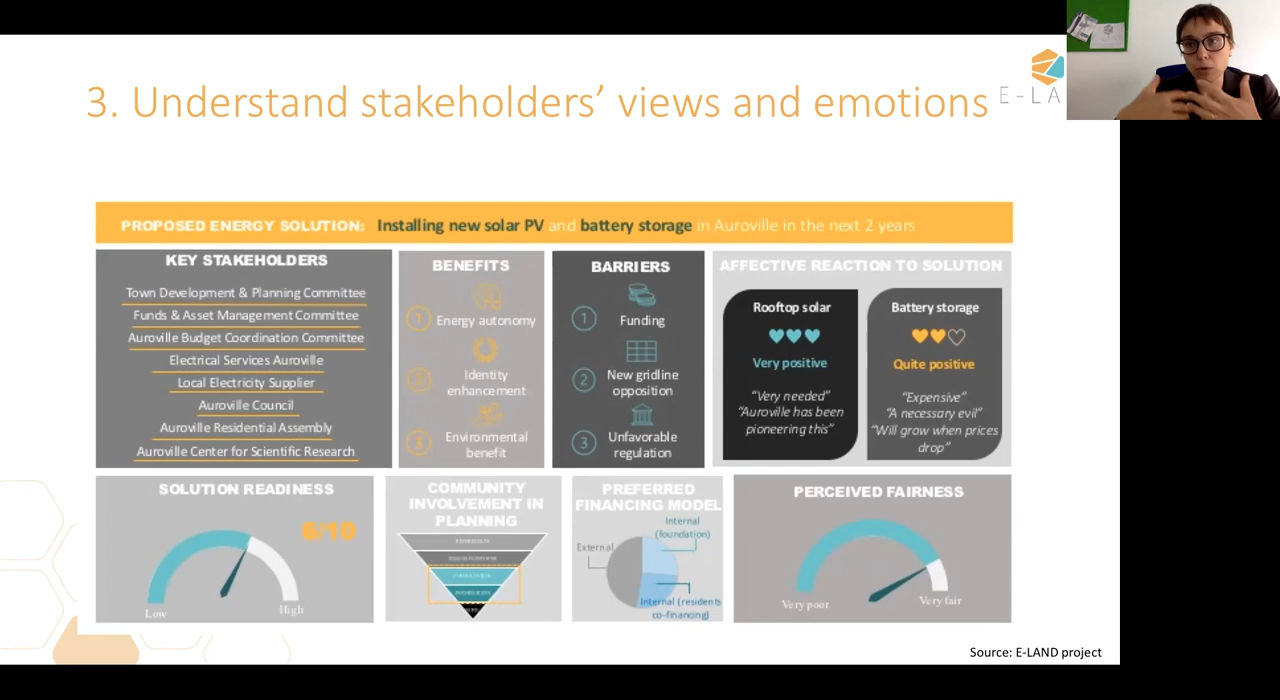 3. Understand stakeholders’ views and emotions
E-LA
PROPOSED ENERGY SOLUTION: Installing new solar PV and battery storage in Auroville in the next 2 years
KEY STAKEHOLDERS
Town Development & Planning Committee
Funds & Asset Management Committee
Auroville Budget Coordination Committee
Electrical Services Auroville
Local Electricity Supplier
Auroville Council
Auroville Residential Assembly
Auroville Center for Scientific Research
BENEFITS
1 Energy autonomy
2 Identity
enhancement
3 Environmental
benefit
BARRIERS
1 Funding
2 New gridline
opposition
3 Unfavorable
regulation
AFFECTIVE REACTION TO SOLUTION
Rooftop solar
Very positive
“Very needed”
“Auroville has been
pioneering this”
Battery storage
Quite positive
“Expensive”
“A necessary evil”
“Will grow when prices
drop”
SOLUTION READINESS
6/10
Low
High
COMMUNITY
INVOLVEMENT IN
PLANNING
PREFERRED
FINANCING MODEL
Internal
(foundation)
External
Internal (residents
co-financing)
PERCEIVED FAIRNESS
Very poor
Very fair
Source: E-LAND project